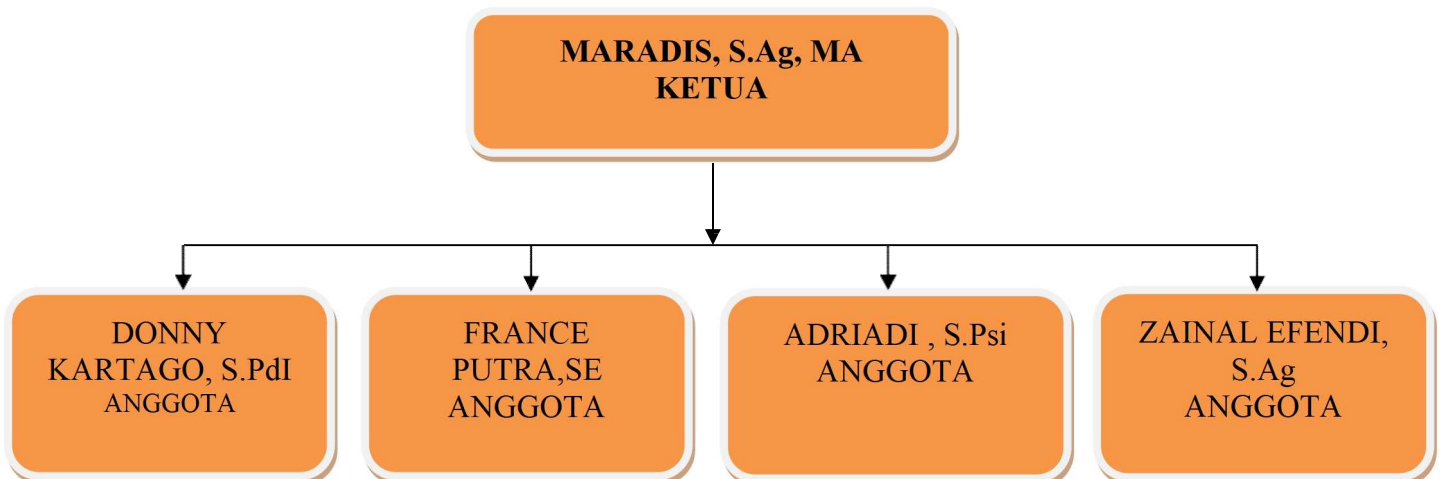 MARADIS, S.Ag, MA
KETUA
DONNY
KARTAGO, S.PdI
ANGGOTA
FRANCE
PUTRA,SE
ANGGOTA
ADRIADI , S.Psi
ANGGOTA
ZAINAL EFENDI,
S.Ag
ANGGOTA